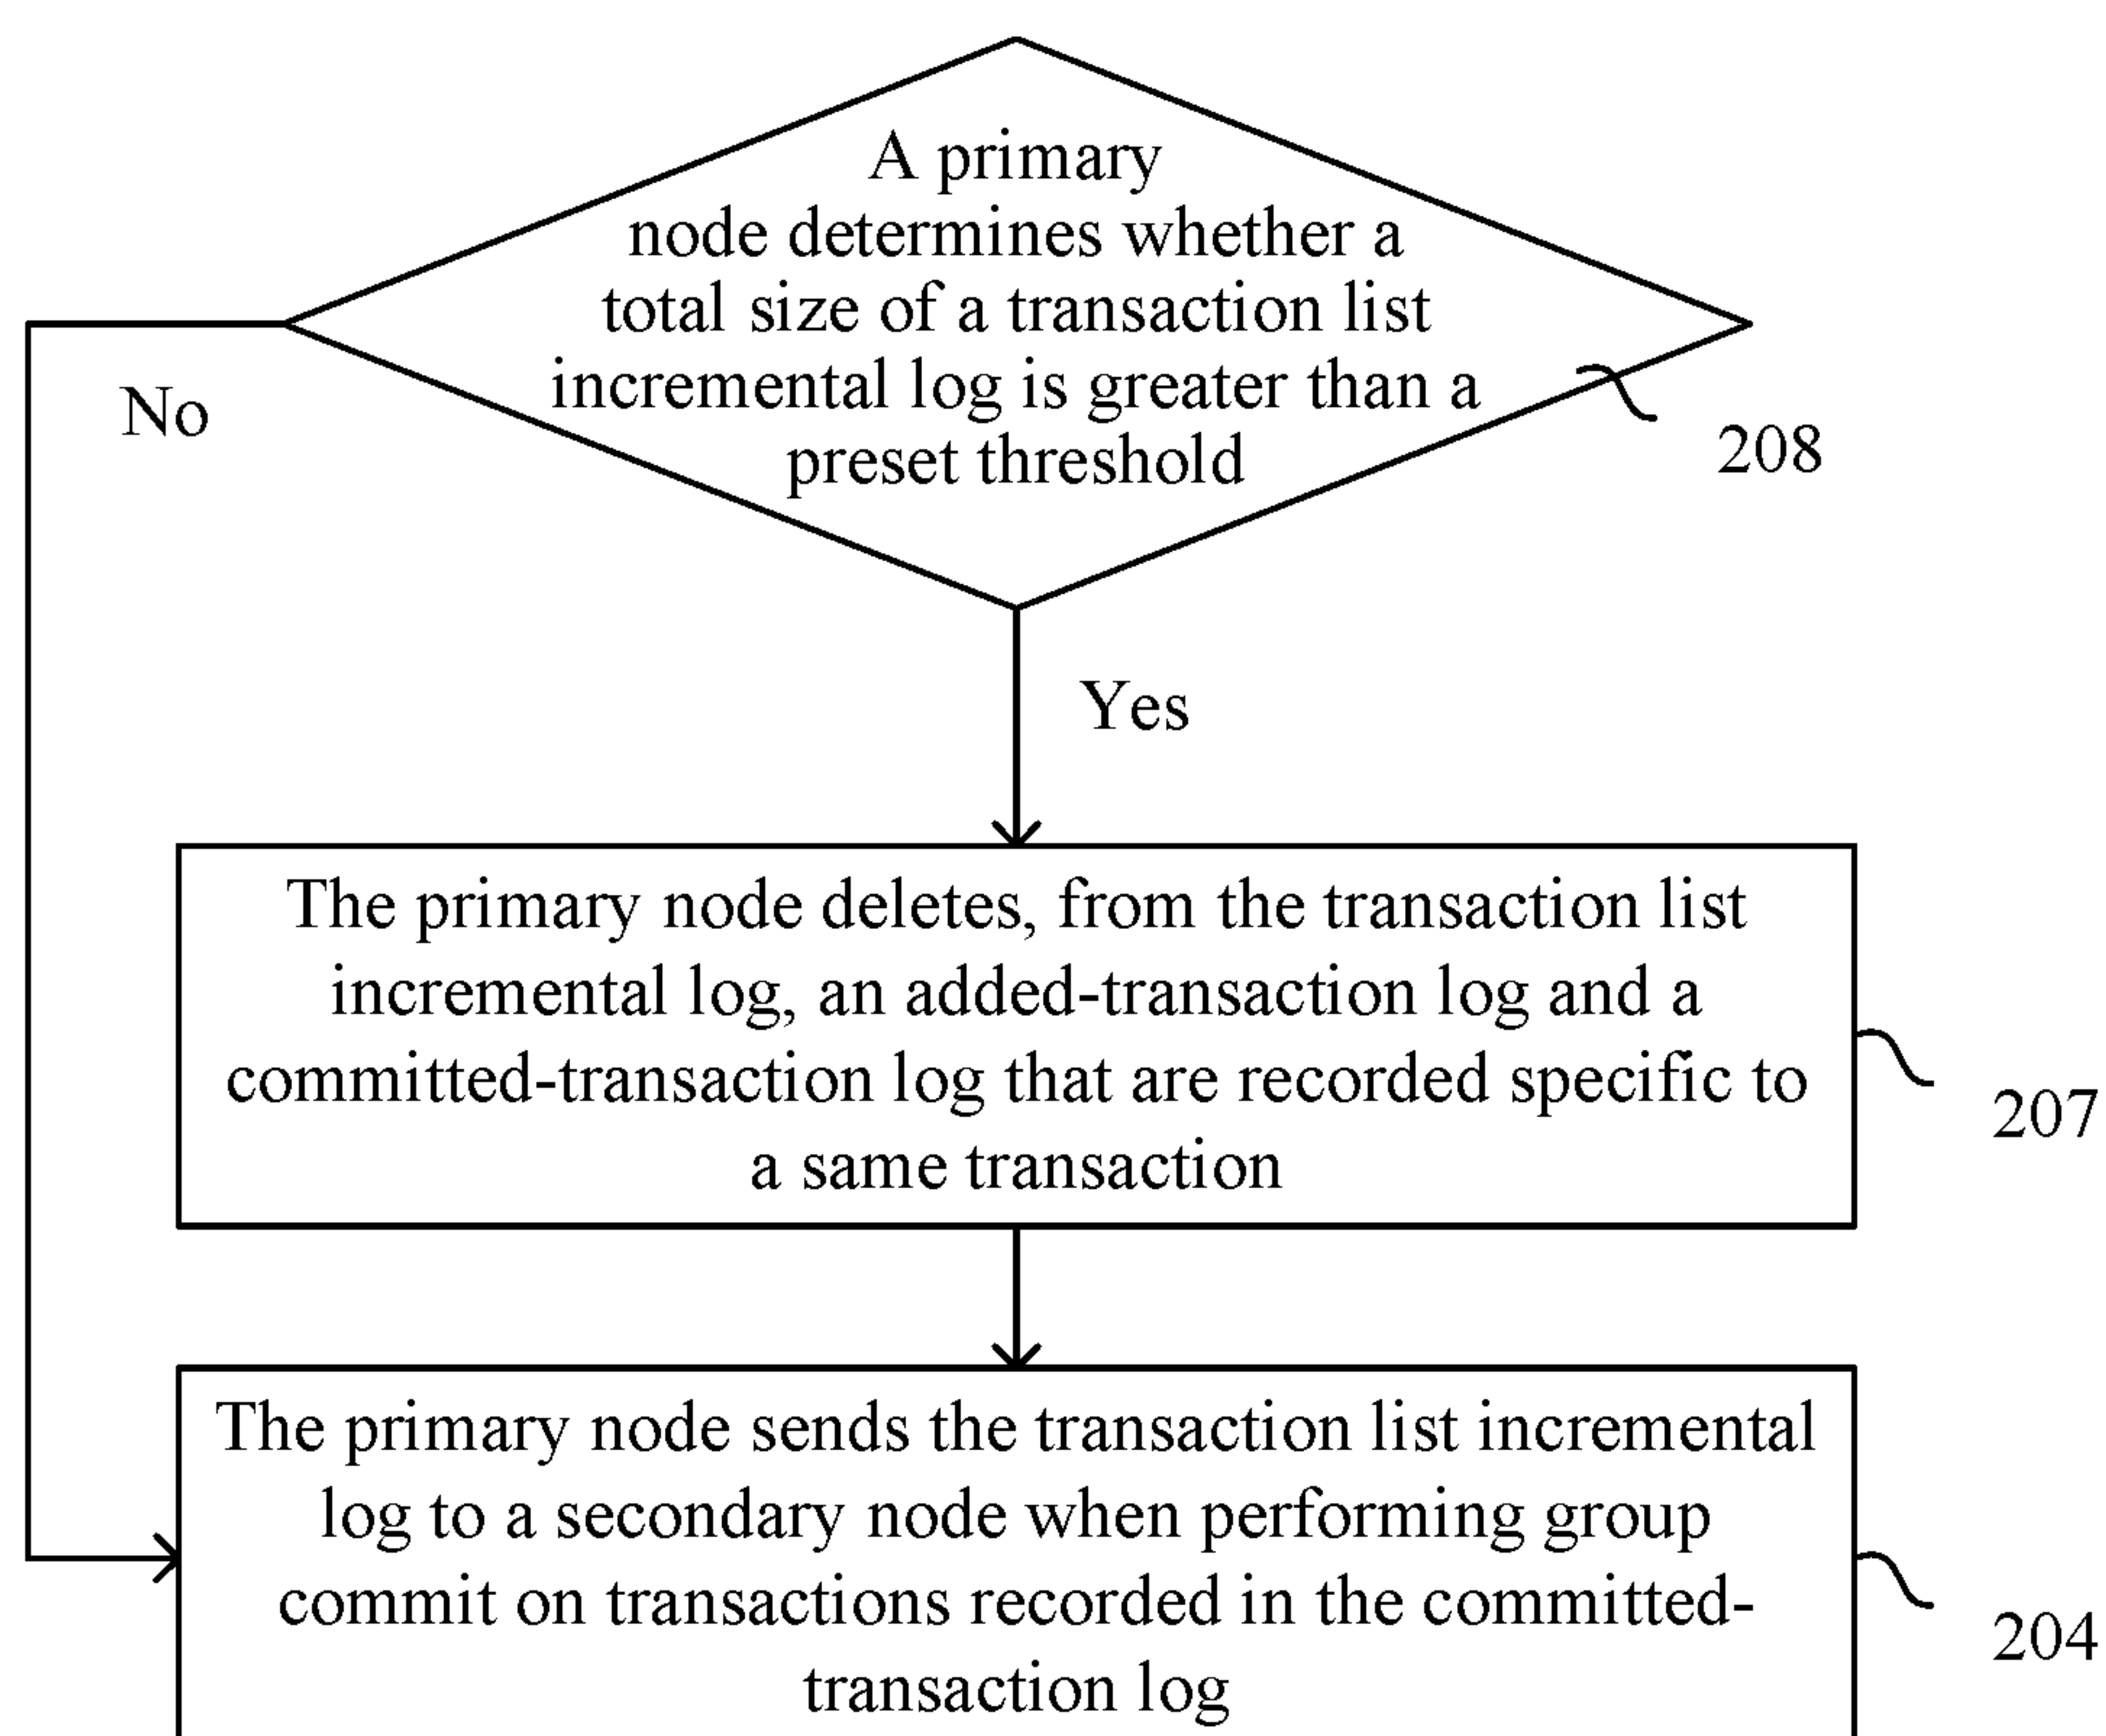 A primary
node determines whether a
total size of a transaction list
incremental log is greater than a
preset threshold
No
208
Yes
The primary node deletes, from the transaction list
incremental log, an added-transaction log and a
committed-transaction log that are recorded specific to
a same transaction
207
The primary node sends the transaction list incremental
log to a secondary node when performing group
commit on transactions recorded in the committed-
transaction log
204